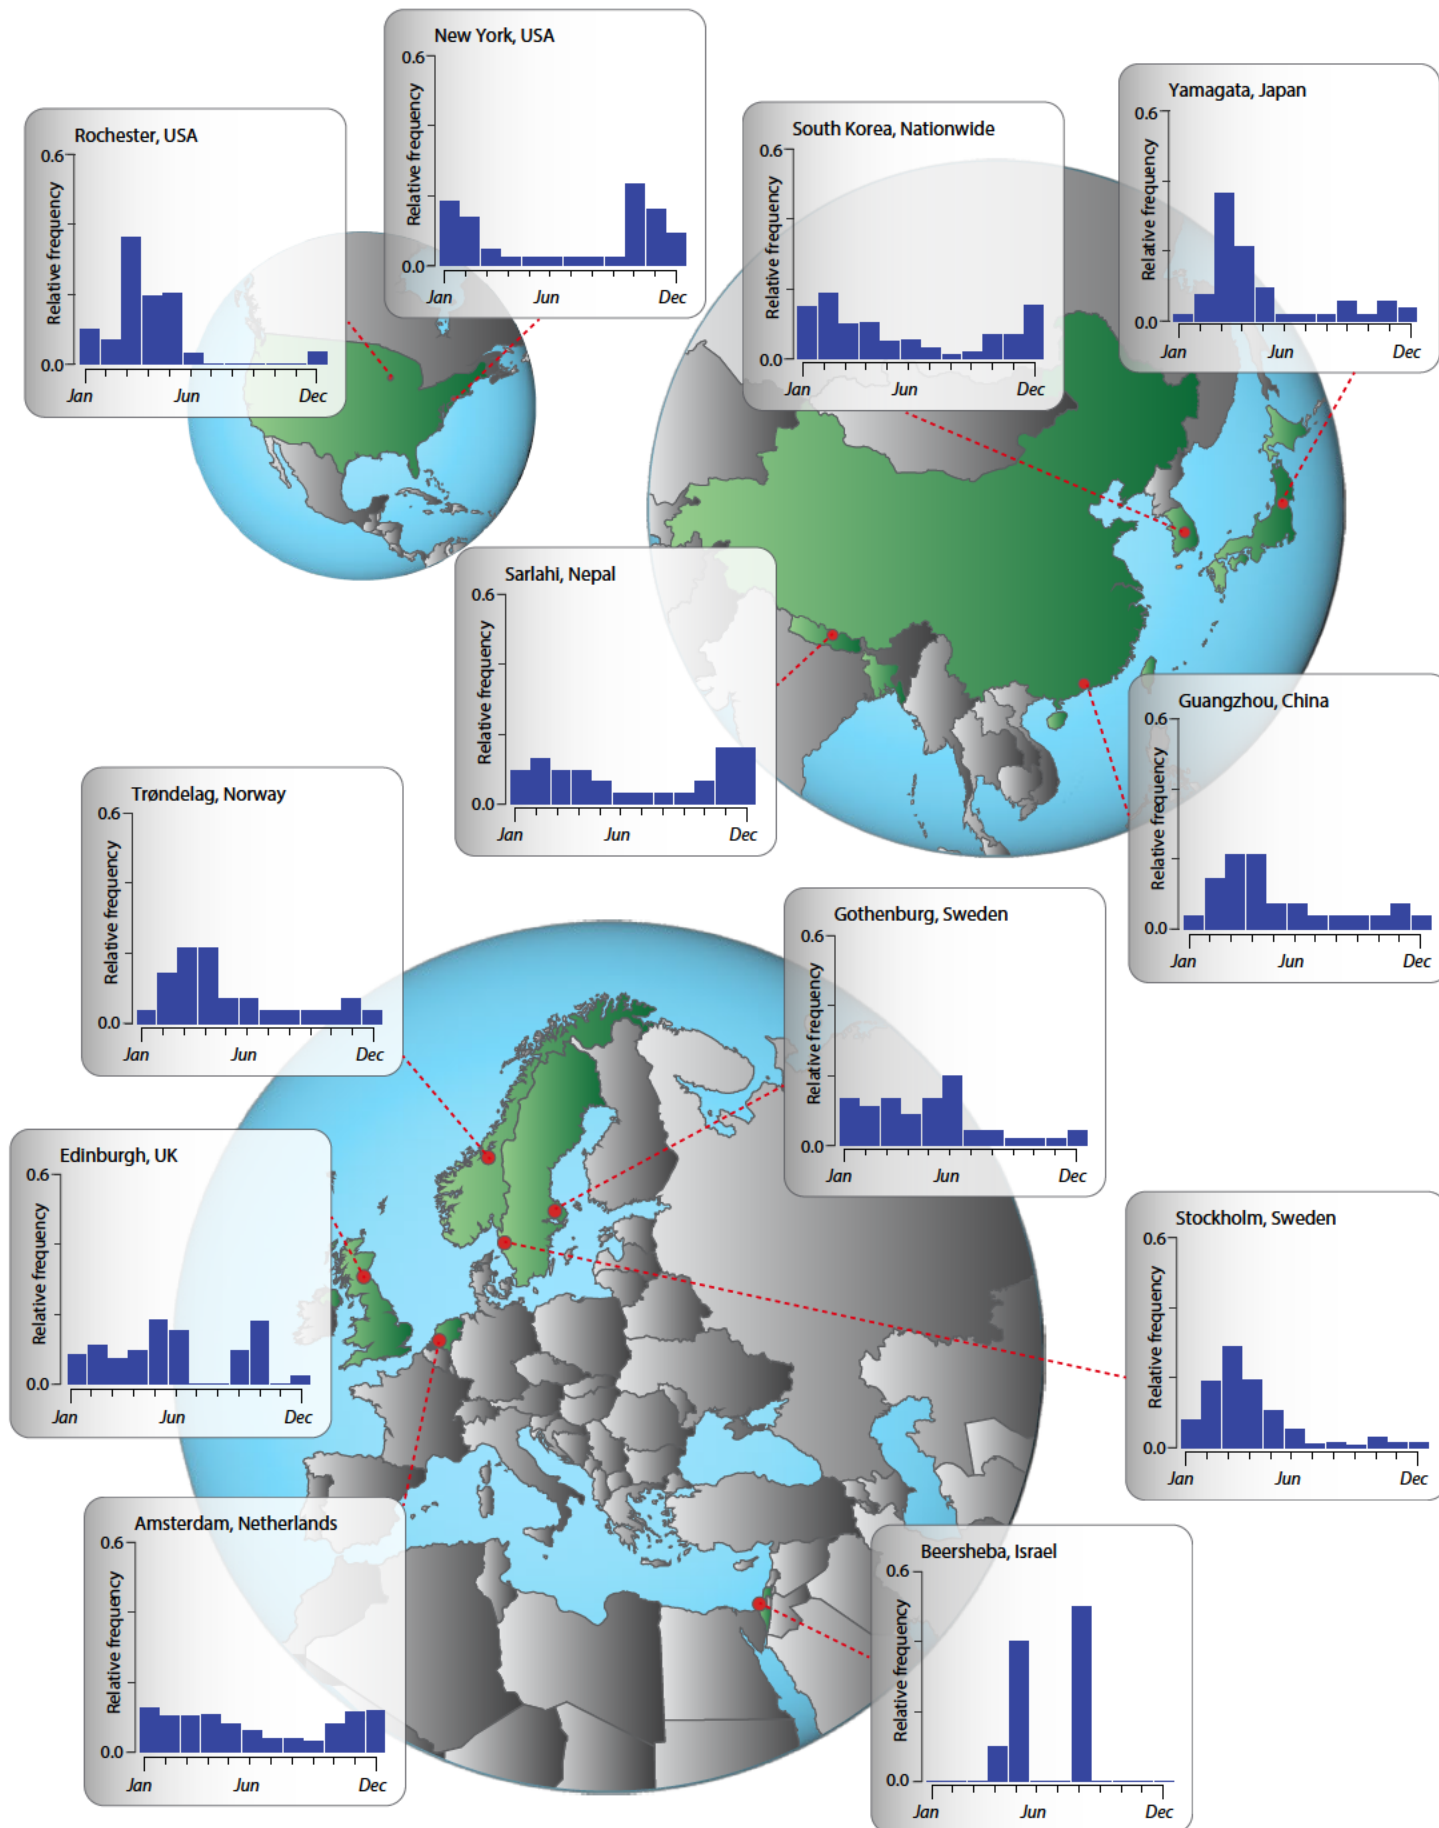 New York, USA
0.6
Relative frequency
0.0
Jan
Jun
Dec
Rochester, USA
0.6
Relative frequency
0.0
Jan
Jun
Dec
South Korea, Nationwide
0.6
Relative frequency
0.0
Jan
Jun
Dec
Yamagata, Japan
0.6
Relative frequency
0.0
Jan
Jun
Dec
Sarlahi, Nepal
0.6
Relative frequency
0.0
Jan
Jun
Dec
Guangzhou, China
0.6
Relative frequency
0.0
Jan
Jun
Dec
Trøndelag, Norway
0.6
Relative frequency
0.0
Jan
Jun
Dec
Gothenburg, Sweden
0.6
Relative frequency
0.0
Jan
Jun
Dec
Edinburgh, UK
0.6
Relative frequency
0.0
Jan
Jun
Dec
Stockholm, Sweden
0.6
Relative frequency
0.0
Jan
Jun
Dec
Amsterdam, Netherlands
0.6
Relative frequency
0.0
Jan
Jun
Dec
Beersheba, Israel
0.6
Relative frequency
0.0
Jan
Jun
Dec